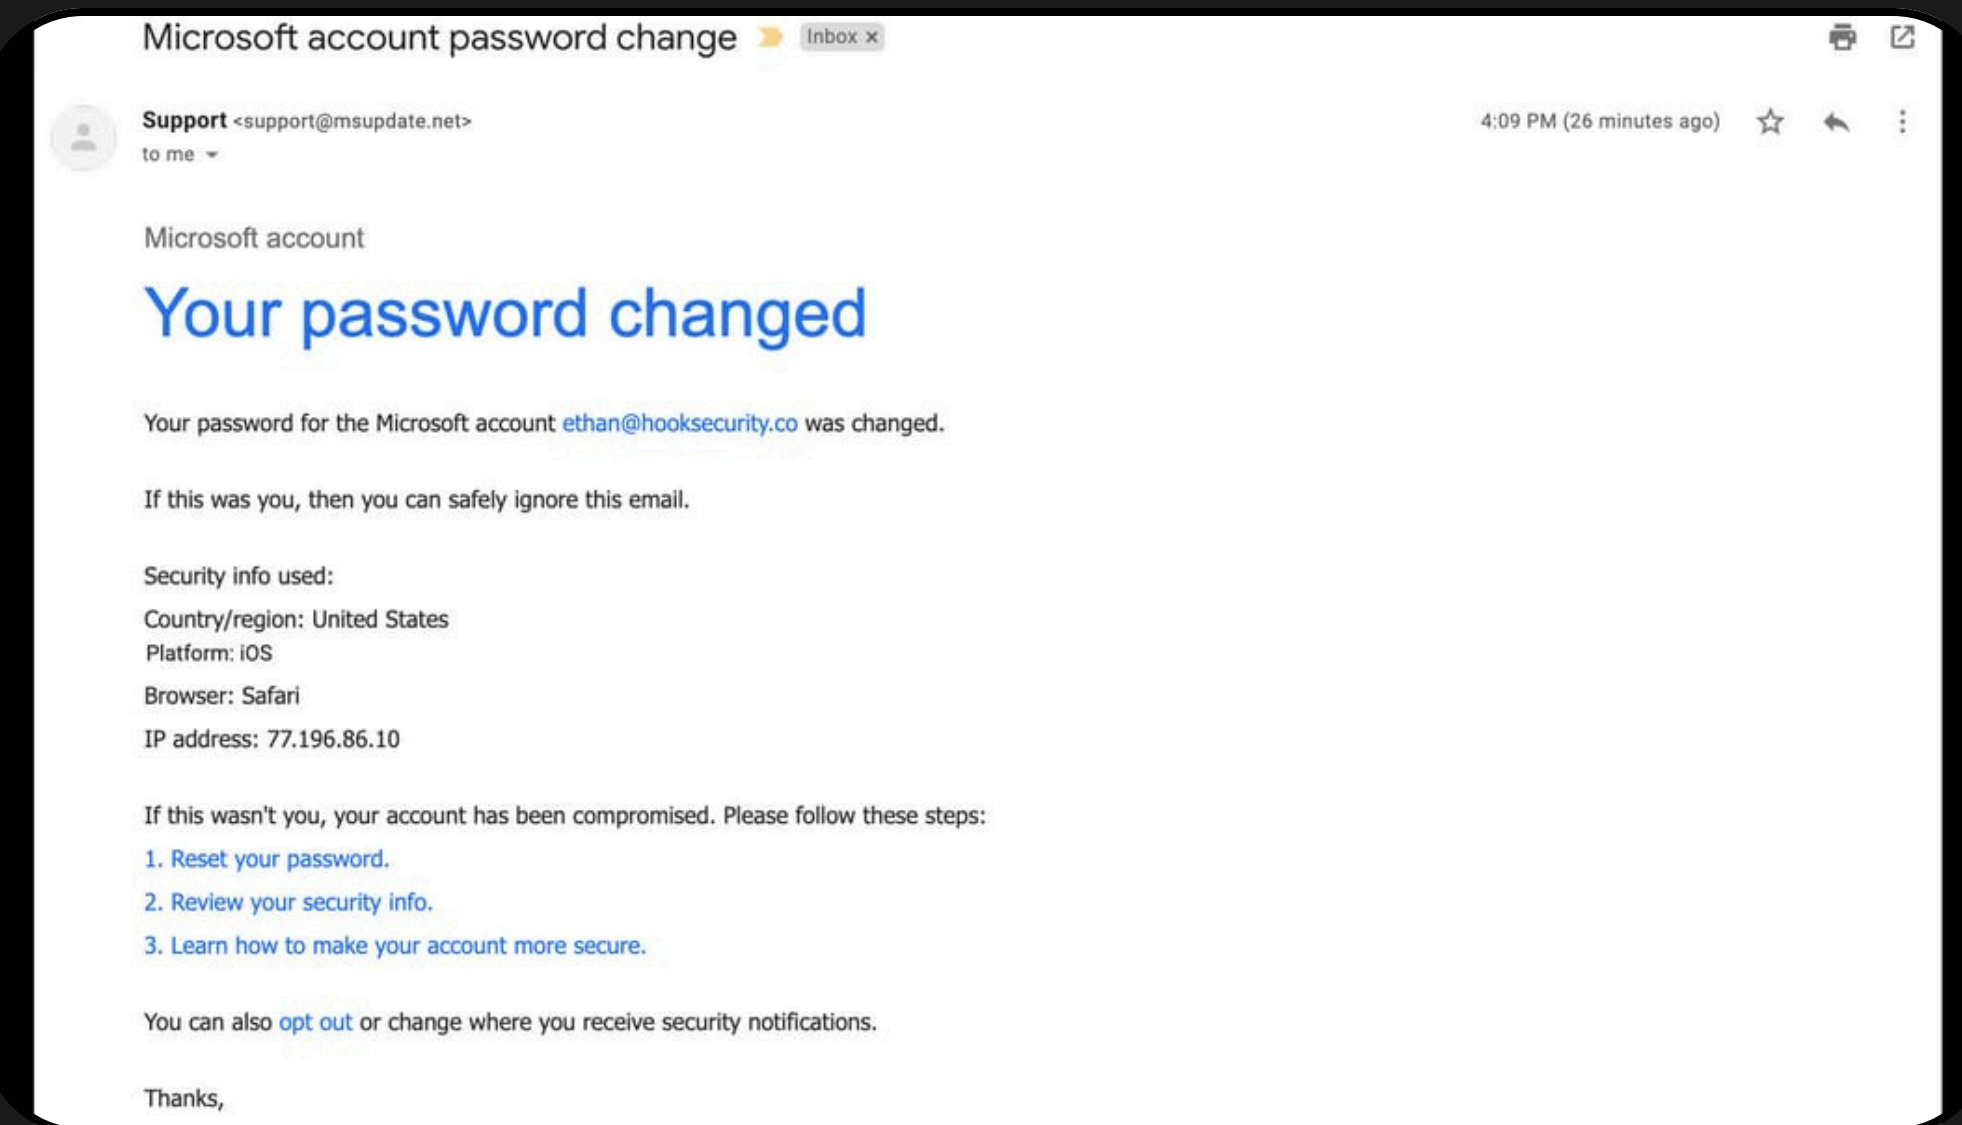 Microsoft account password change Inbox ×
Support <support@msupdate.net> 4:09 PM (26 minutes ago)
to me
Microsoft account
Your password changed
Your password for the Microsoft account ethan@hooksecurity.co was changed.
If this was you, then you can safely ignore this email.
Security info used:
Country/region: United States
Platform: iOS
Browser: Safari
IP address: 77.196.86.10
If this wasn't you, your account has been compromised. Please follow these steps:
1. Reset your password.
2. Review your security info.
3. Learn how to make your account more secure.
You can also opt out or change where you receive security notifications.
Thanks,